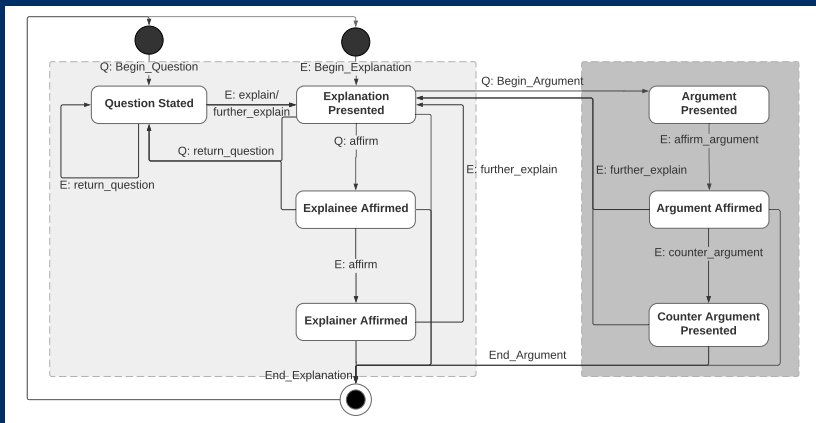 Q: Begin_Question
E: Begin_Explanation
Q: Begin_Argument
Question Stated
E: explain/
further_explain
Explanation
Presented
Argument
Presented
Q: return_question
Q: affirm
E: affirm_argument
E: return_question
E: further_explain
E: further_explain
Explainee Affirmed
Argument Affirmed
E: counter_argument
E: affirm
Explainer Affirmed
Counter Argument
Presented
End_Argument
End_Explanation